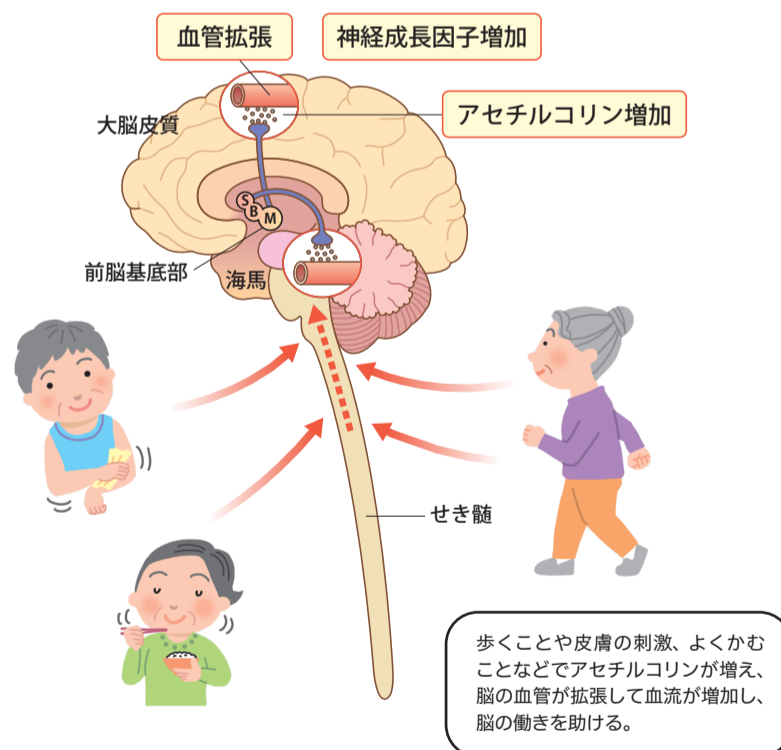 血管拡張
神経成長因子増加
アセチルコリン増加
大脳皮質
S
B
M
前脳基底部
海馬
せき髄
歩くことや皮膚の刺激、よくかむ
ことなどでアセチルコリンが増え、
脳の血管が拡張して血流が増加し、
脳の働きを助ける。